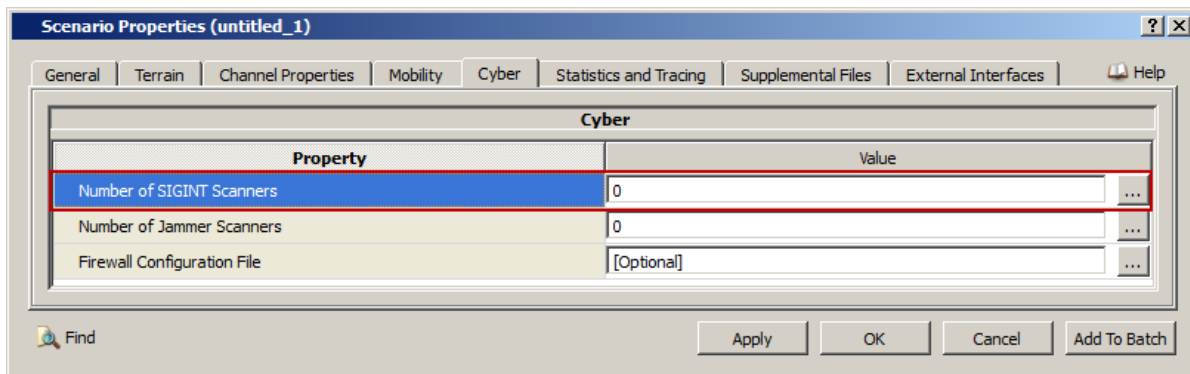 Scenario Properties (untitled_1) ? X
General Terrain Channel Properties Mobility Cyber Statistics and Tracing Supplemental Files External Interfaces Help
Cyber
Property Value
Number of SIGINT Scanners 0 ...
Number of Jammer Scanners 0 ...
Firewall Configuration File [Optional] ...
Find Apply OK Cancel Add To Batch